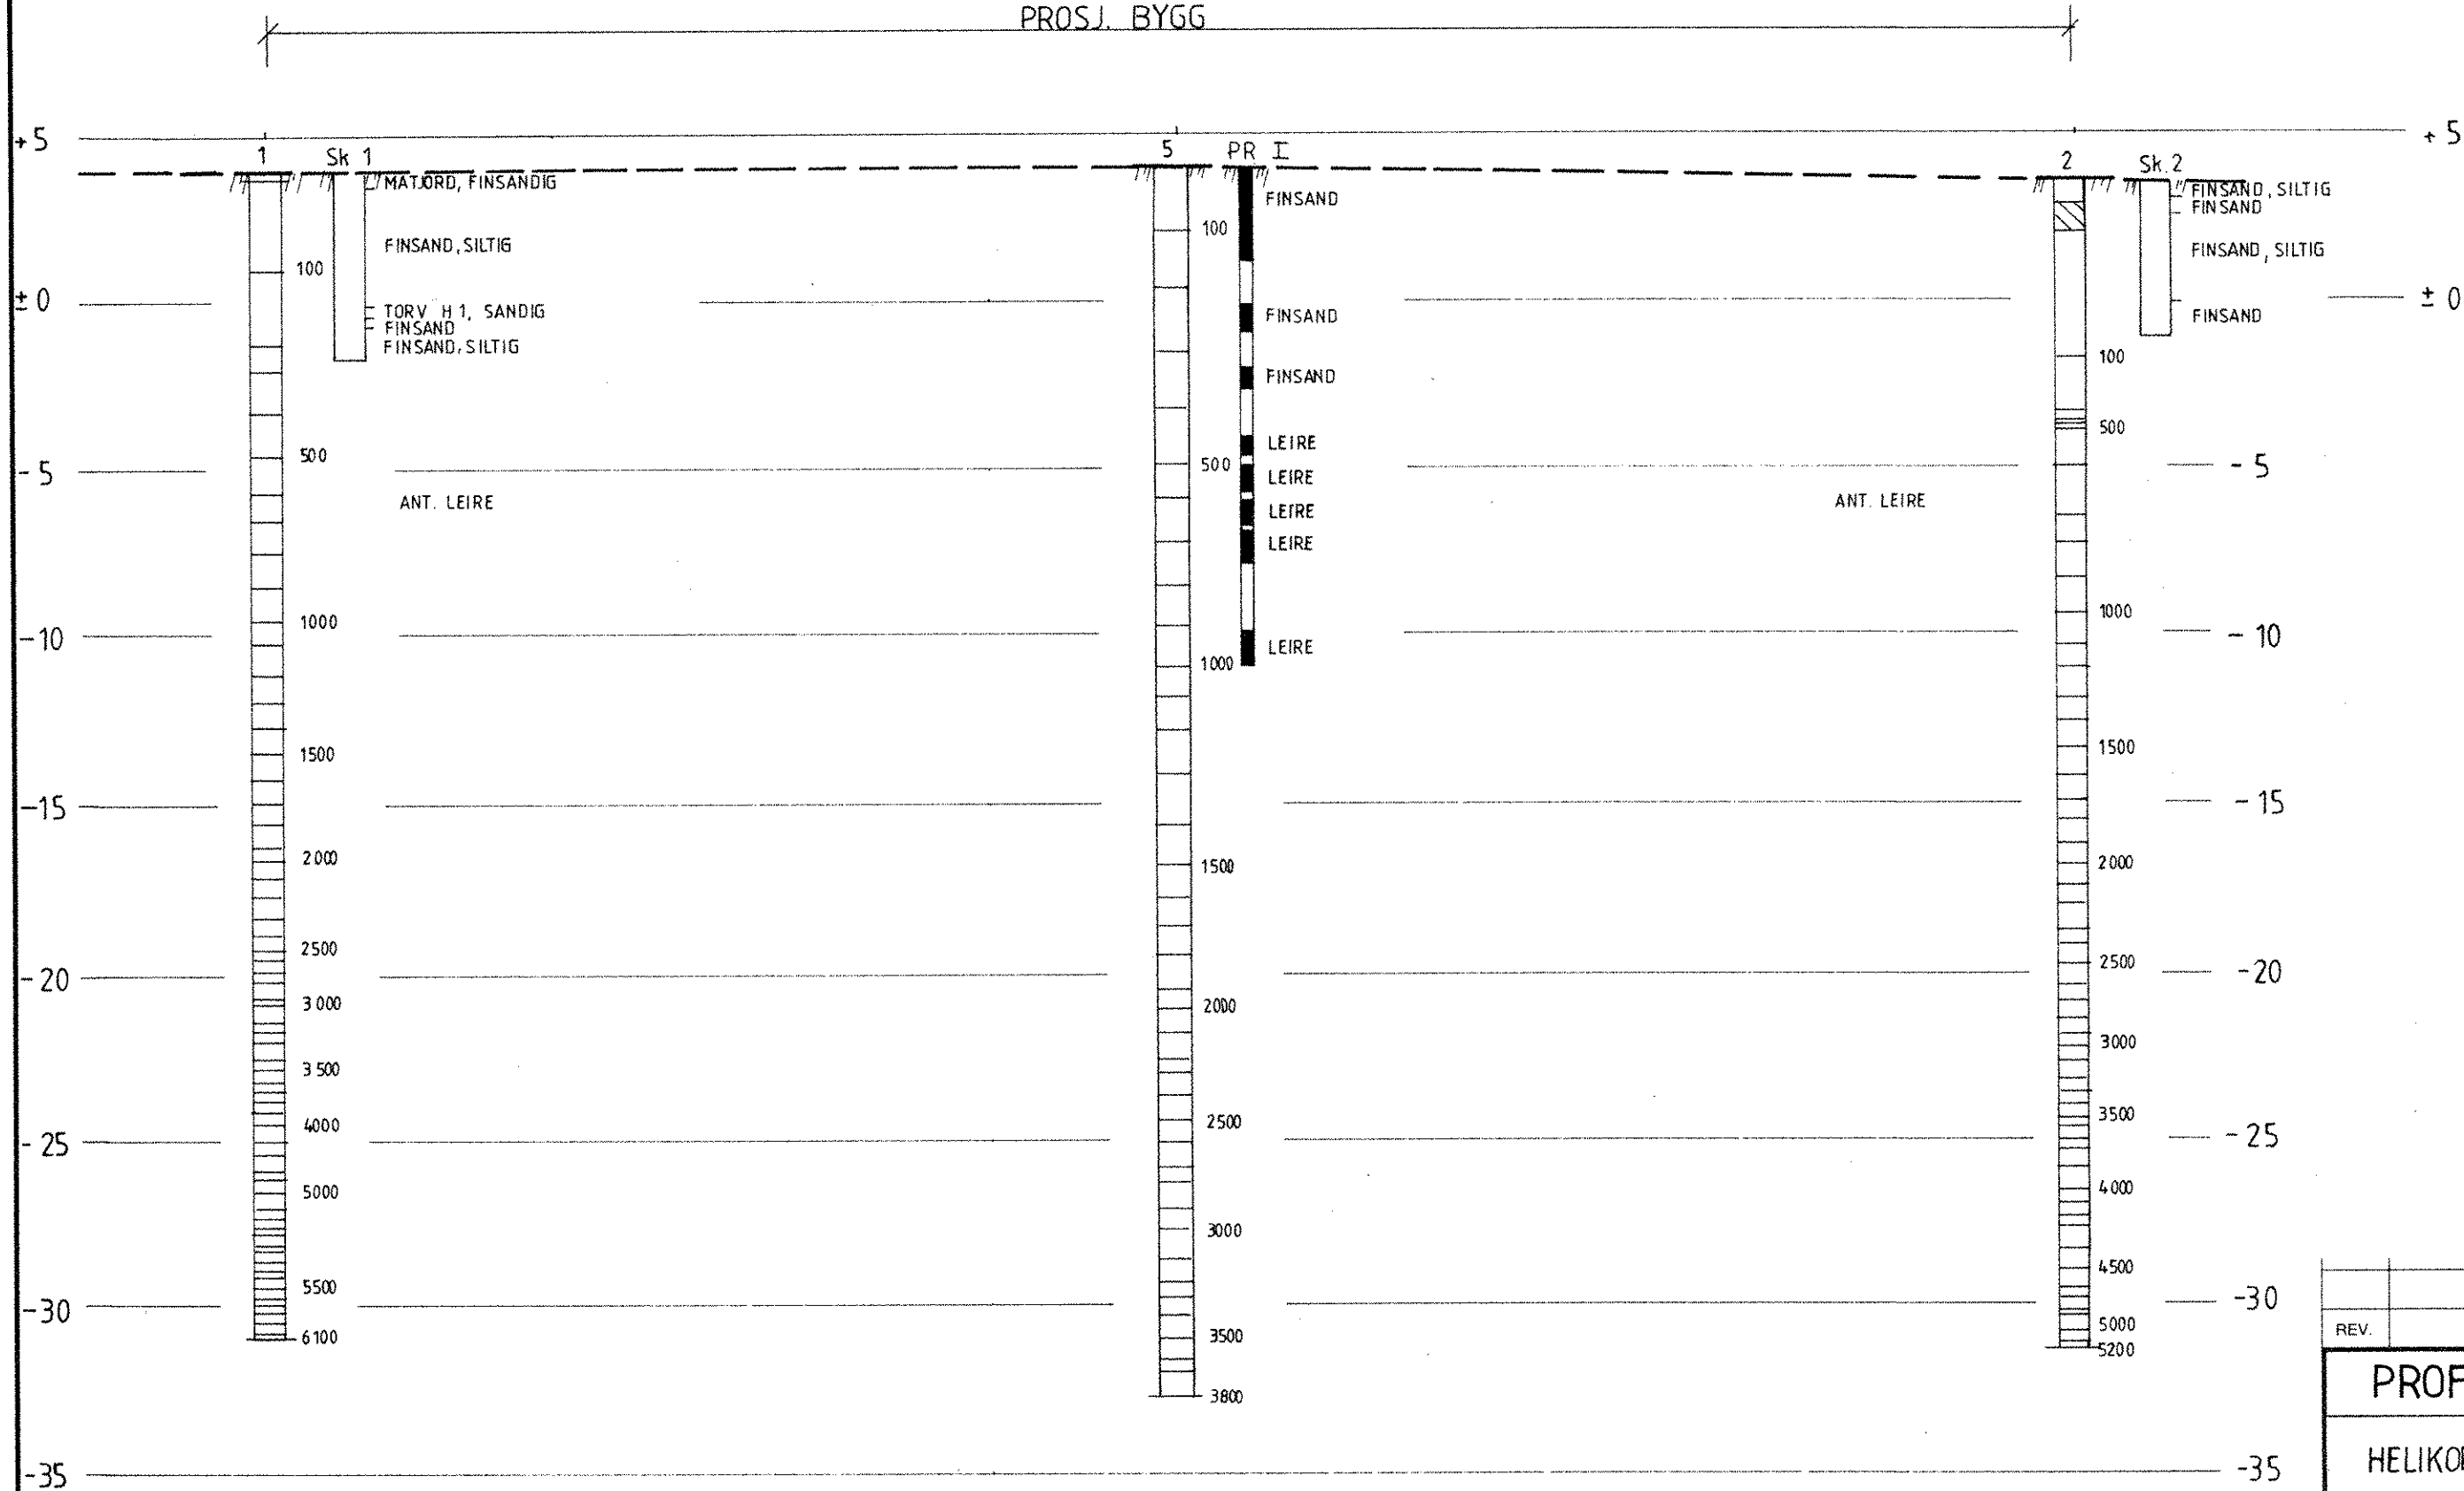 PROSJ. BYGG
+ 5
+ 5
1
Sk 1
5
PR I
2
Sk. 2
MATJORD, FINSANDIG
FINSAND, SILTIG
TORV H 1, SANDIG
FINSAND
FINSAND, SILTIG
FINSAND
FINSAND
FINSAND
LEIRE
LEIRE
LEIRE
LEIRE
LEIRE
FINSAND, SILTIG
FINSAND
FINSAND, SILTIG
FINSAND
± 0
± 0
- 5
- 5
ANT. LEIRE
ANT. LEIRE
-10
- 10
-15
- 15
-20
-20
- 25
- 25
-30
-30
-35
-35
100
500
1000
1500
2000
2500
3000
3500
4000
5000
5500
6100
100
500
1000
1500
2000
2500
3000
3500
3800
100
500
1000
1500
2000
2500
3000
3500
4000
4500
5000
5200
REV.